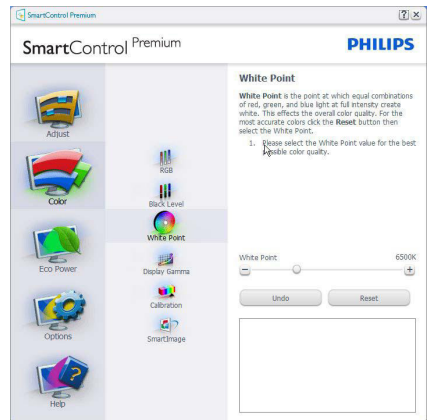 SmartControl Premium
SmartControl Premium
PHILIPS
Adjust
Color
Eco Power
Options
Help
RGB
Black Level
White Point
Display Gamma
Calibration
SmartImage
White Point
White Point is the point at which equal combinations
of red, green, and blue light at full intensity create
white. This effects the overall color quality. For the
most accurate colors click the Reset button then
select the White Point.
1. Please select the White Point value for the best
possible color quality.
White Point 6500K
Undo Reset